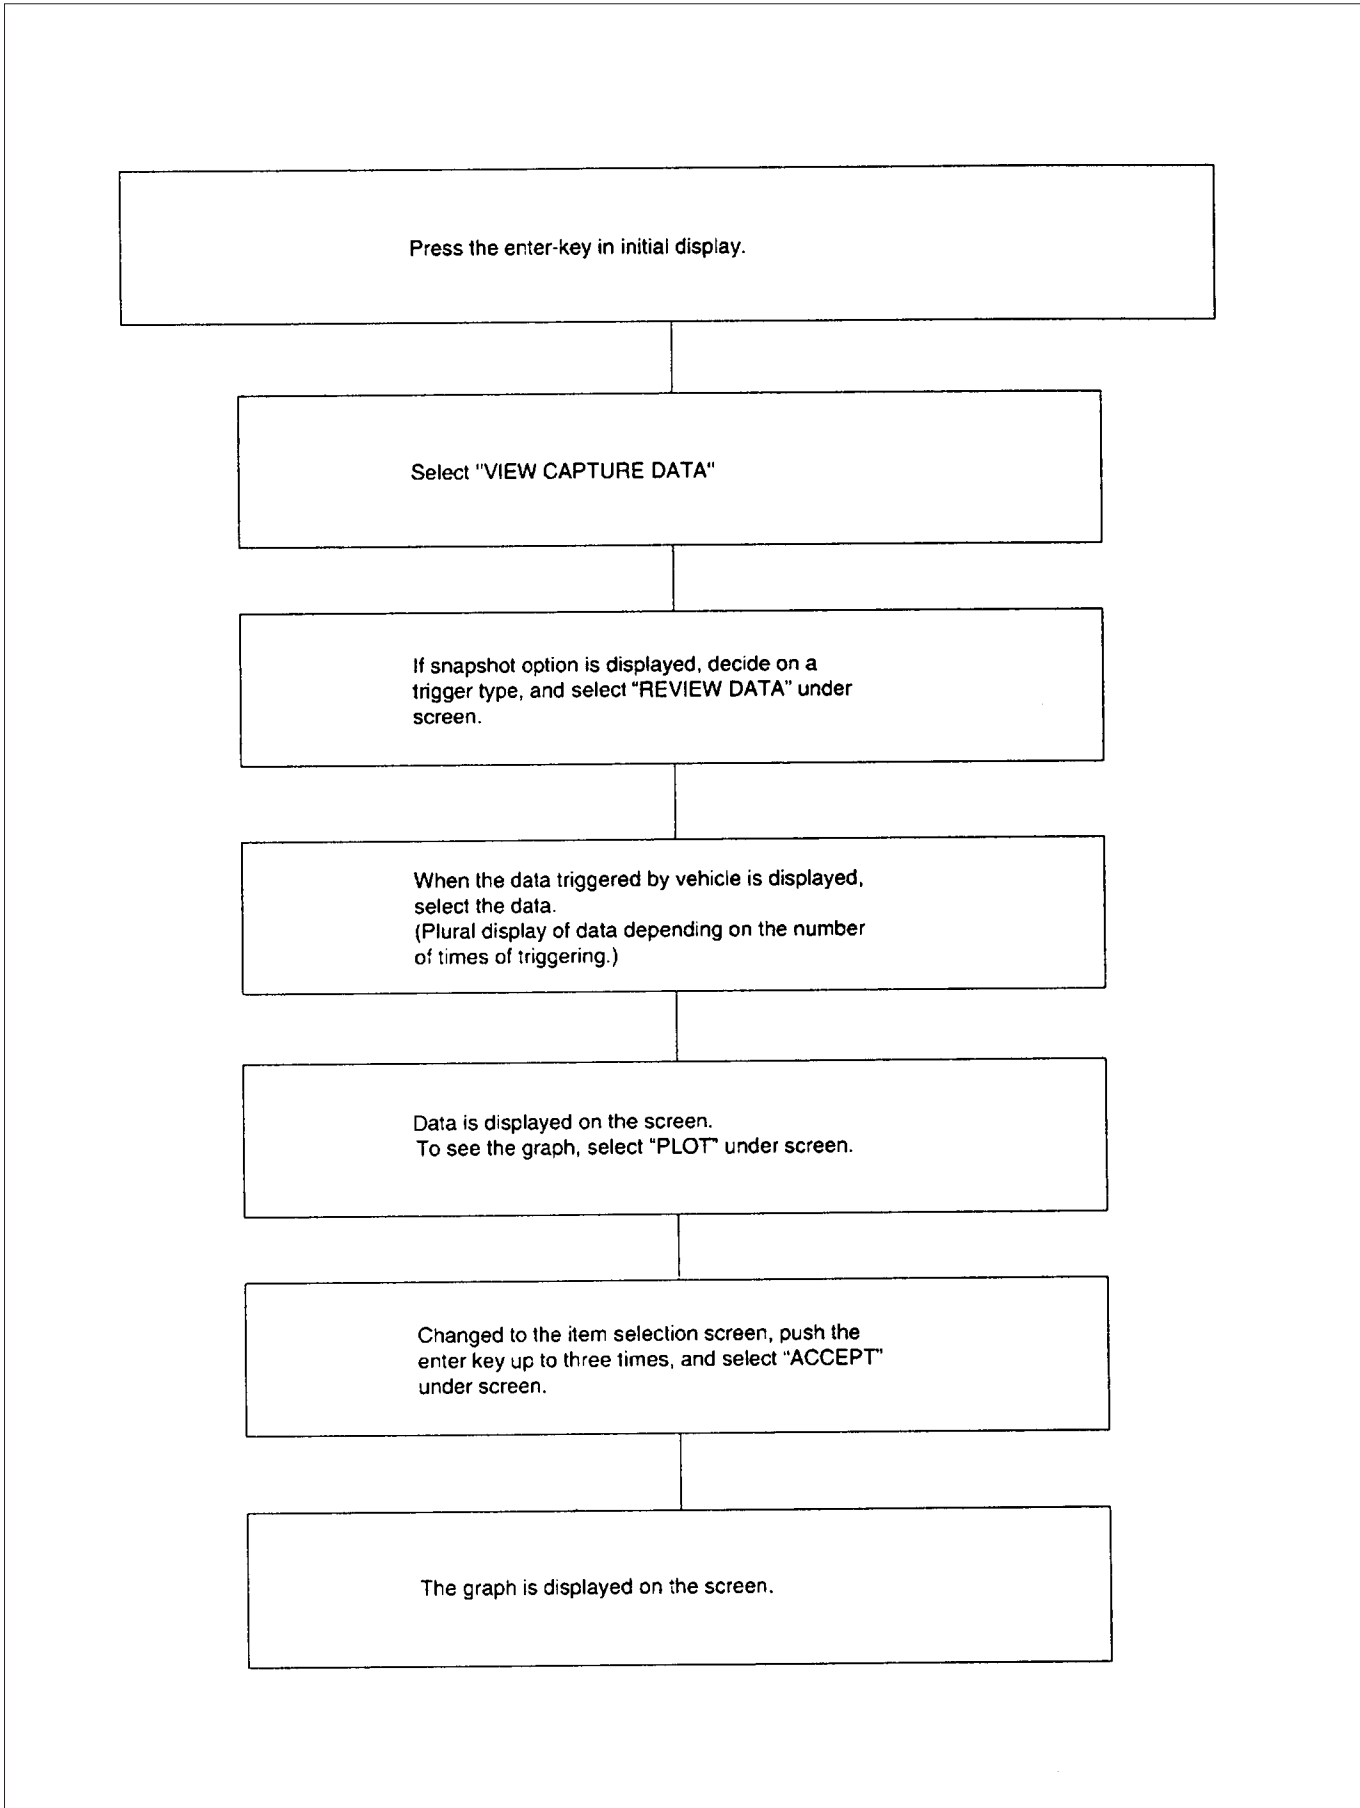 Press the enter-key in initial display.
Select "VIEW CAPTURE DATA"
If snapshot option is displayed, decide on a
trigger type, and select “REVIEW DATA” under
screen.
When the data triggered by vehicle is displayed,
select the data.
(Plural display of data depending on the number
of times of triggering.)
Data is displayed on the screen.
To see the graph, select “PLOT” under screen.
Changed to the item selection screen, push the
enter key up to three times, and select “ACCEPT”
under screen.
The graph is displayed on the screen.